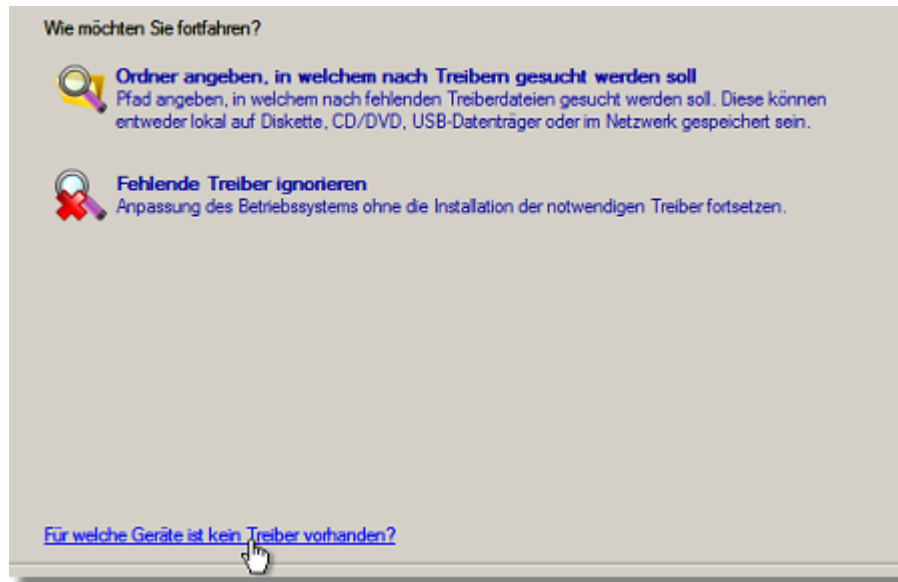 Wie möchten Sie fortfahren?
Ordner angeben, in welchem nach Treibern gesucht werden soll
Pfad angeben, in welchem nach fehlenden Treiberdateien gesucht werden soll. Diese können
entweder lokal auf Diskette, CD/DVD, USB-Datenträger oder im Netzwerk gespeichert sein.
Fehlende Treiber ignorieren
Anpassung des Betriebssystems ohne die Installation der notwendigen Treiber fortsetzen.
Für welche Geräte ist kein Treiber vorhanden?